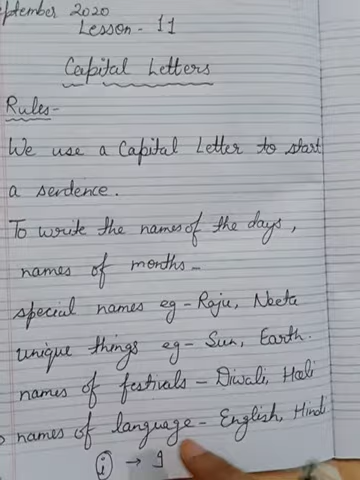 eptember 2020
Lesson - 11
Capital Letters
Rules-
We use a Capital Letter to start
a sentence.
To write the names of the days,
names of months-
special names eg - Raju, Neeta
unique things eg - Sun, Earth.
names of festivals - Diwali, Holi
names of language - English, Hindi
i → I